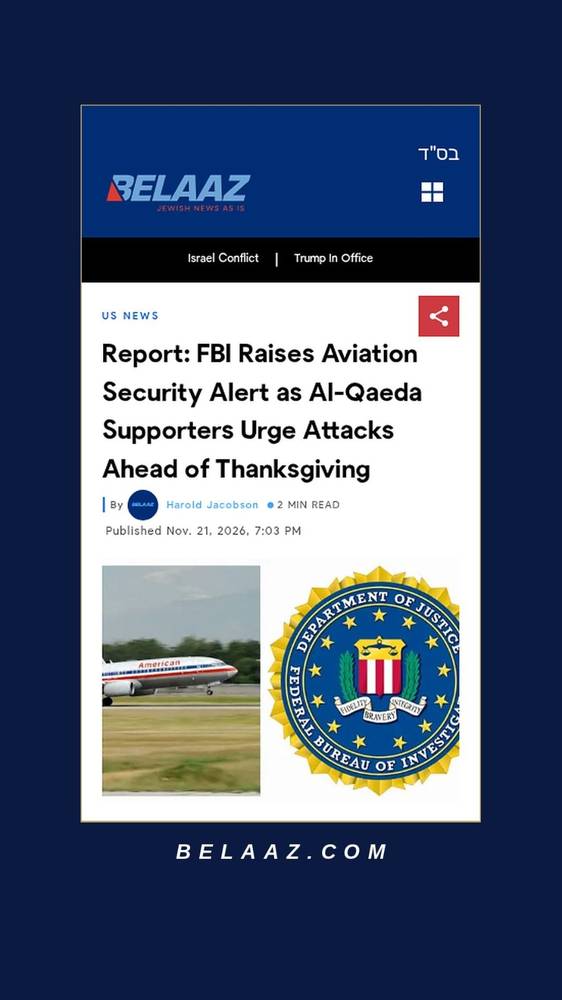 בס"ד
BELAAZ
JEWISH NEWS AS IS
Israel Conflict | Trump In Office
US NEWS
Report: FBI Raises Aviation
Security Alert as Al-Qaeda
Supporters Urge Attacks
Ahead of Thanksgiving
By BELAAZ Harold Jacobson 2 MIN READ
Published Nov. 21, 2026, 7:03 PM
American
DEPARTMENT OF JUSTICE
FIDELITY BRAVERY INTEGRITY
FEDERAL BUREAU OF INVESTIGA
BELAAZ.COM